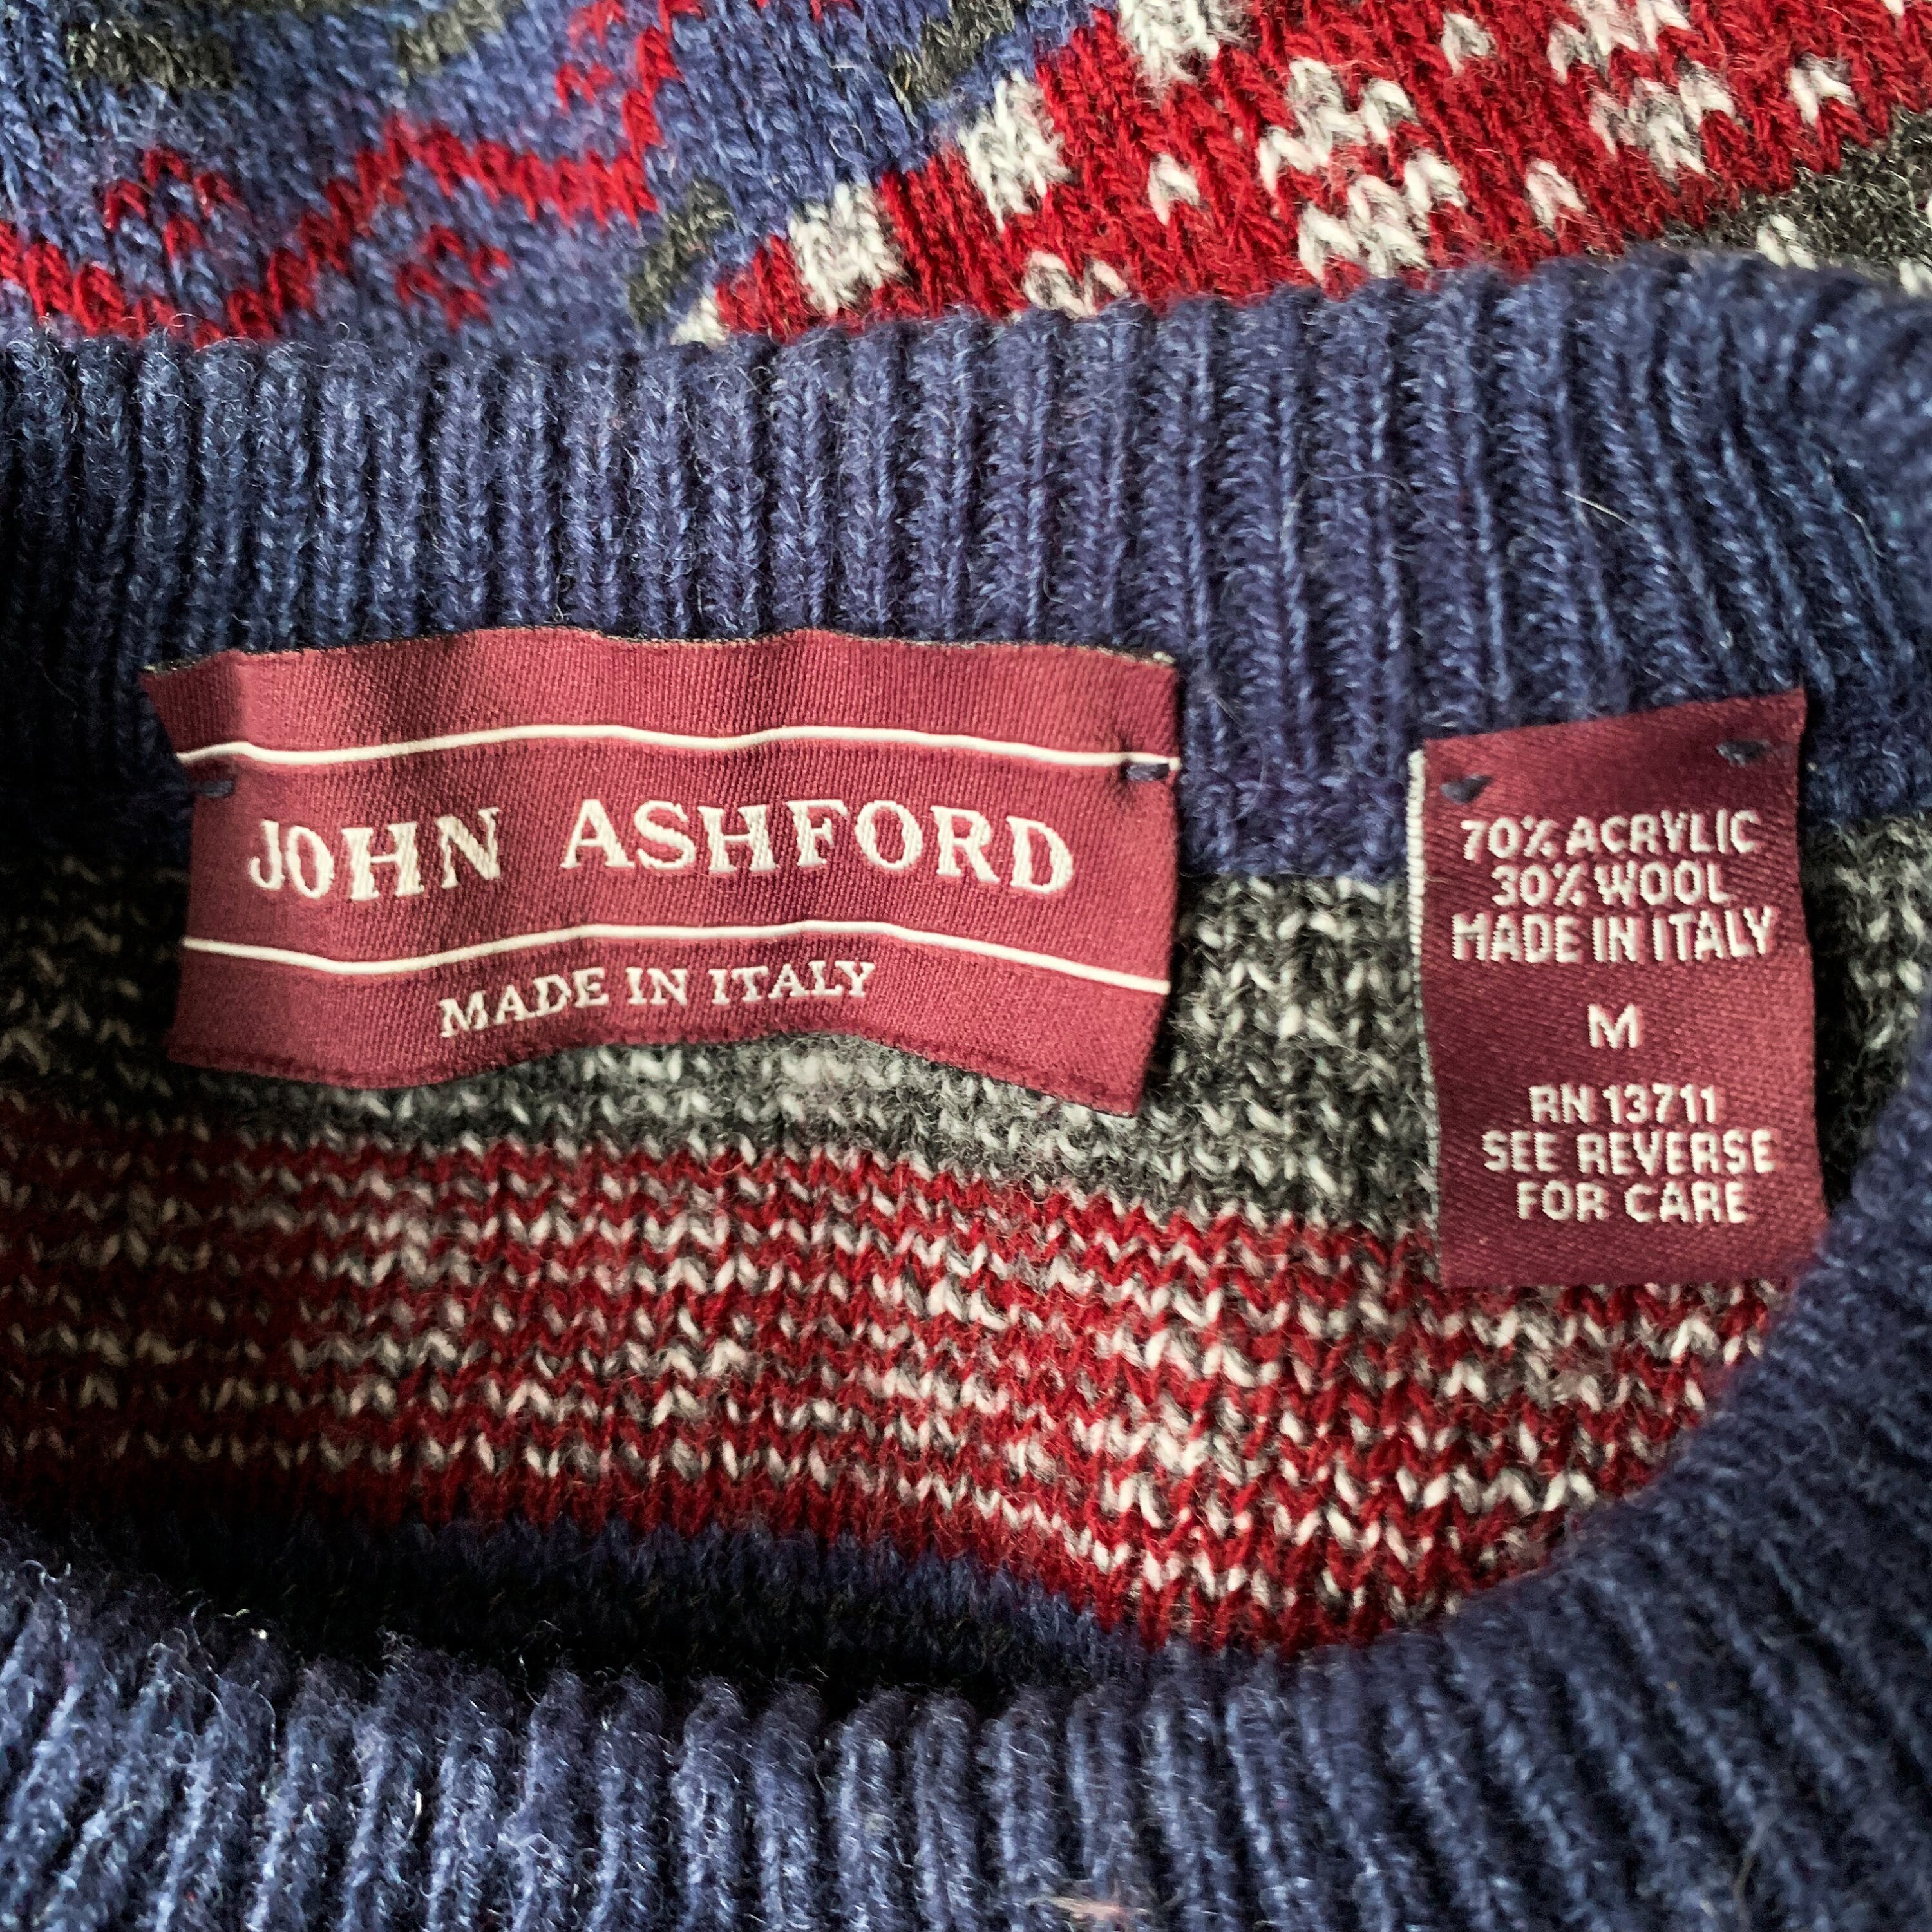 JOHN ASHFORD
MADE IN ITALY
70% ACRYLIC
30% WOOL
MADE IN ITALY
M
RN 13711
SEE REVERSE
FOR CARE